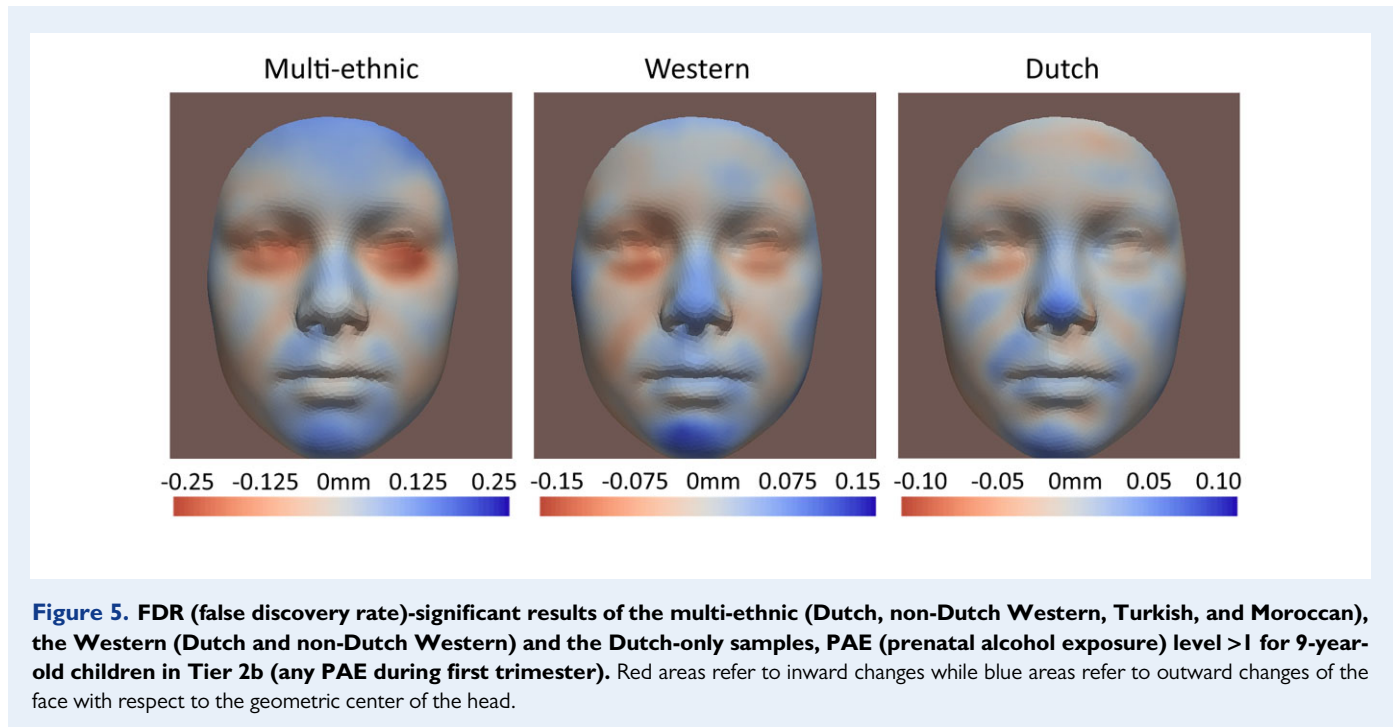 Multi-ethnic Western Dutch
-0.25 -0.125 0mm 0.125 0.25 -0.15 -0.075 0mm 0.075 0.15 -0.10 -0.05 0mm 0.05 0.10
Figure 5. FDR (false discovery rate)-significant results of the multi-ethnic (Dutch, non-Dutch Western, Turkish, and Moroccan),
the Western (Dutch and non-Dutch Western) and the Dutch-only samples, PAE (prenatal alcohol exposure) level >1 for 9-year-
old children in Tier 2b (any PAE during first trimester). Red areas refer to inward changes while blue areas refer to outward changes of the
face with respect to the geometric center of the head.